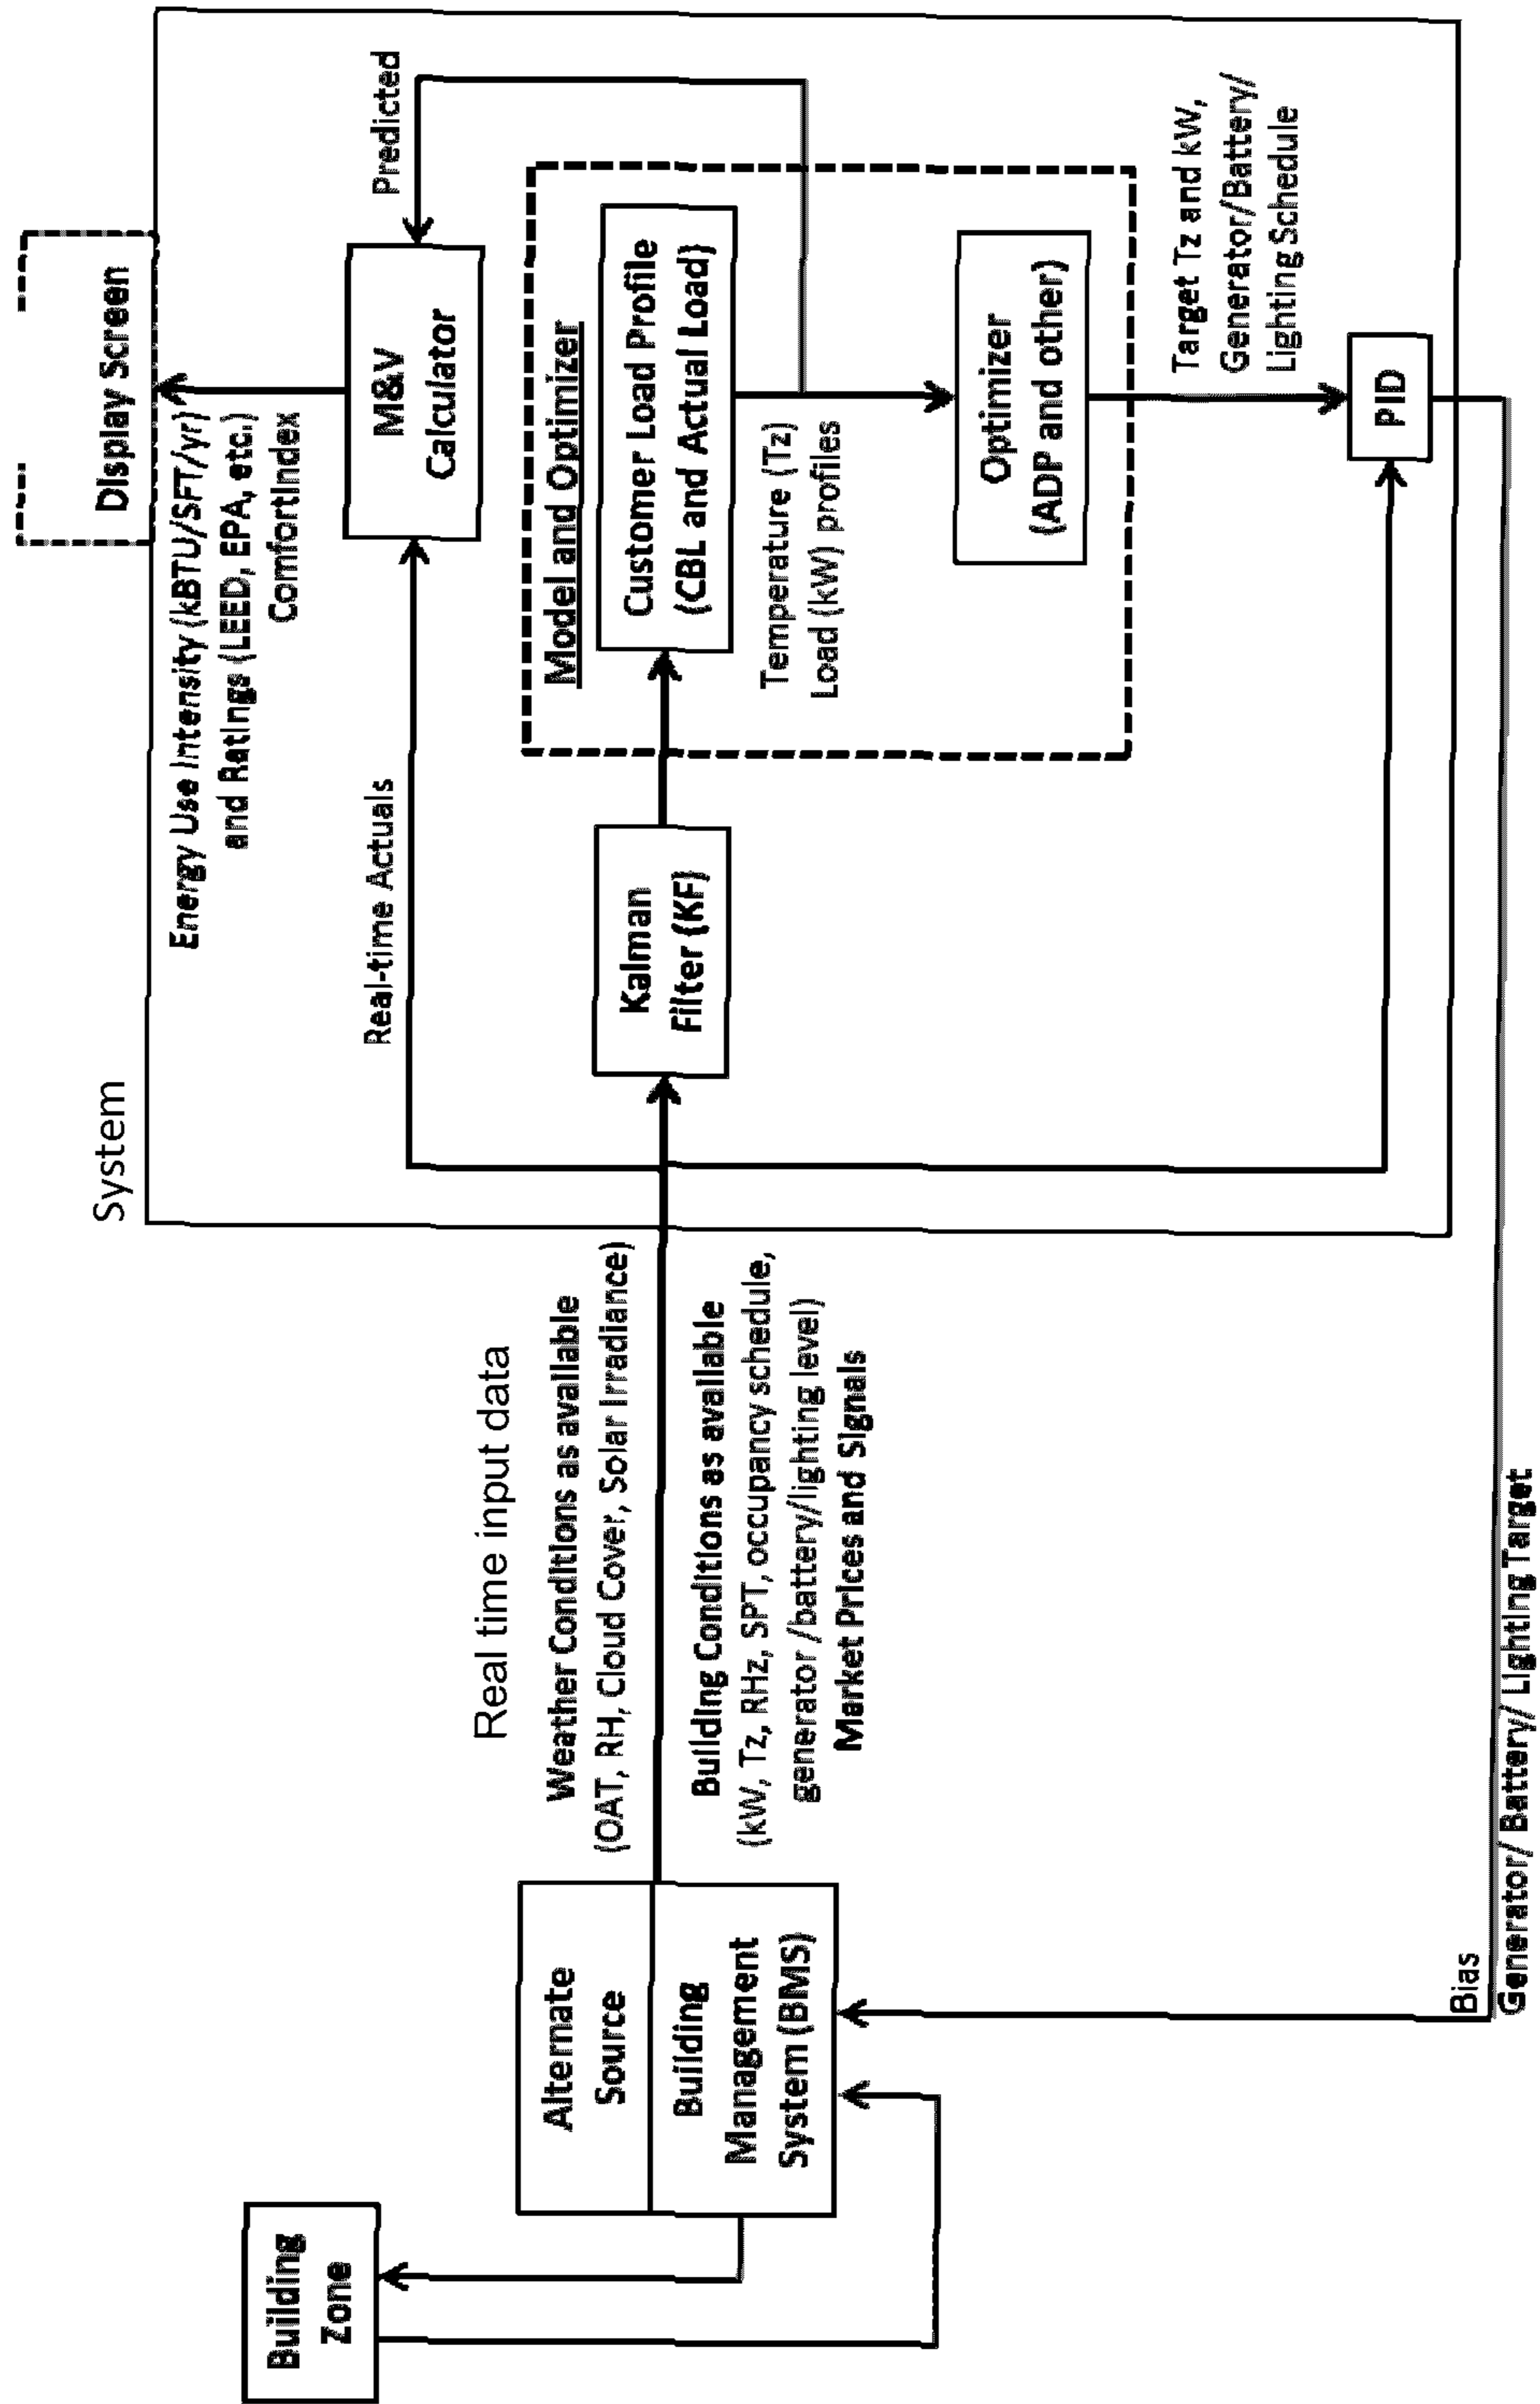 System
Display Screen
Energy Use Intensity (kBTU/SFT/yr)
and Ratings (LEED, EPA, etc.)
ComfortIndex
M&V
Calculator
Predicted
Real-time Actuals
Model and Optimizer
Customer Load Profile
(CBL and Actual Load)
Kalman
Filter (KF)
Temperature (Tz)
Load (kW) profiles
Optimizer
(ADP and other)
Target Tz and kW,
Generator/Battery/
Lighting Schedule
PID
Real time input data
Weather Conditions as available
(OAT, RH, Cloud Cover, Solar Irradiance)
Building Conditions as available
(kW, Tz, RHz, SPT, occupancy schedule,
generator/battery/lighting level)
Market Prices and Signals
Building
Zone
Alternate
Source
Building
Management
System (BMS)
Bias
Generator/ Battery/ Lighting Target